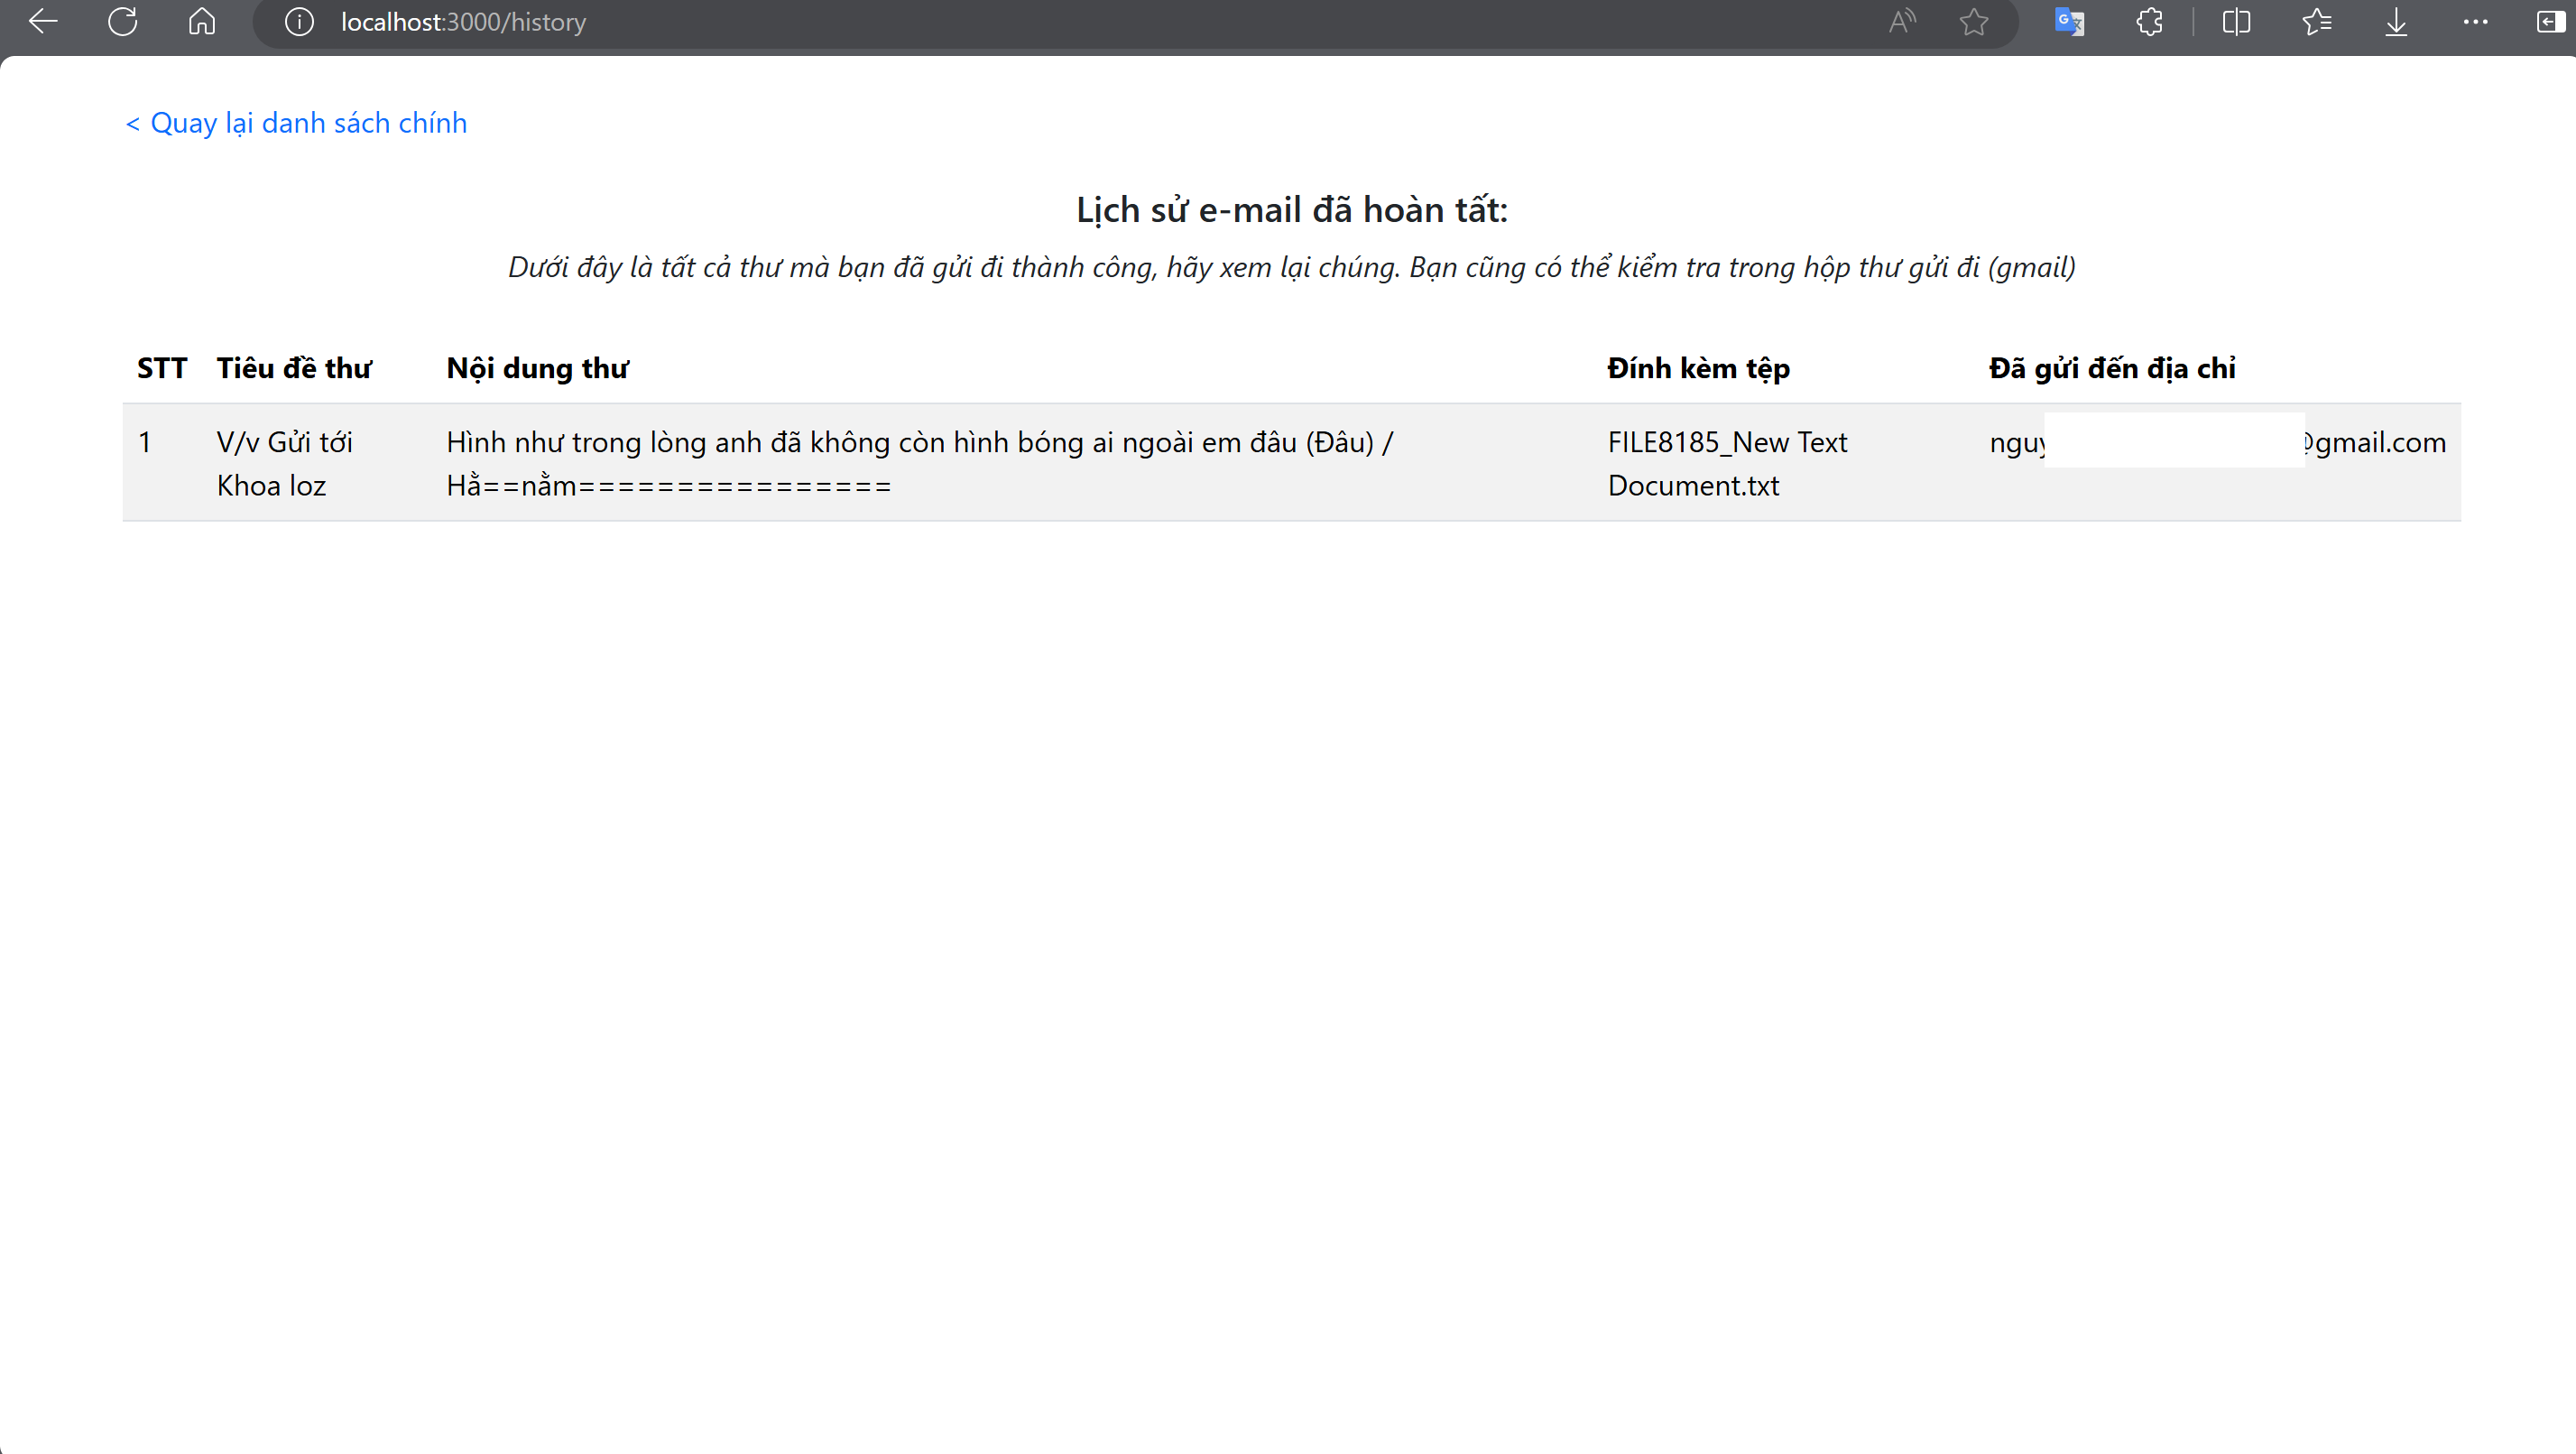 localhost:3000/history
< Quay lại danh sách chính
Lịch sử e-mail đã hoàn tất:
Dưới đây là tất cả thư mà bạn đã gửi đi thành công, hãy xem lại chúng. Bạn cũng có thể kiểm tra trong hộp thư gửi đi (gmail)
STT Tiêu đề thư Nội dung thư Đính kèm tệp Đã gửi đến địa chỉ
1 V/v Gửi tới Hình như trong lòng anh đã không còn hình bóng ai ngoài em đâu (Đâu) / FILE8185_New Text nguy @gmail.com
Khoa loz Hằ==nằm================ Document.txt